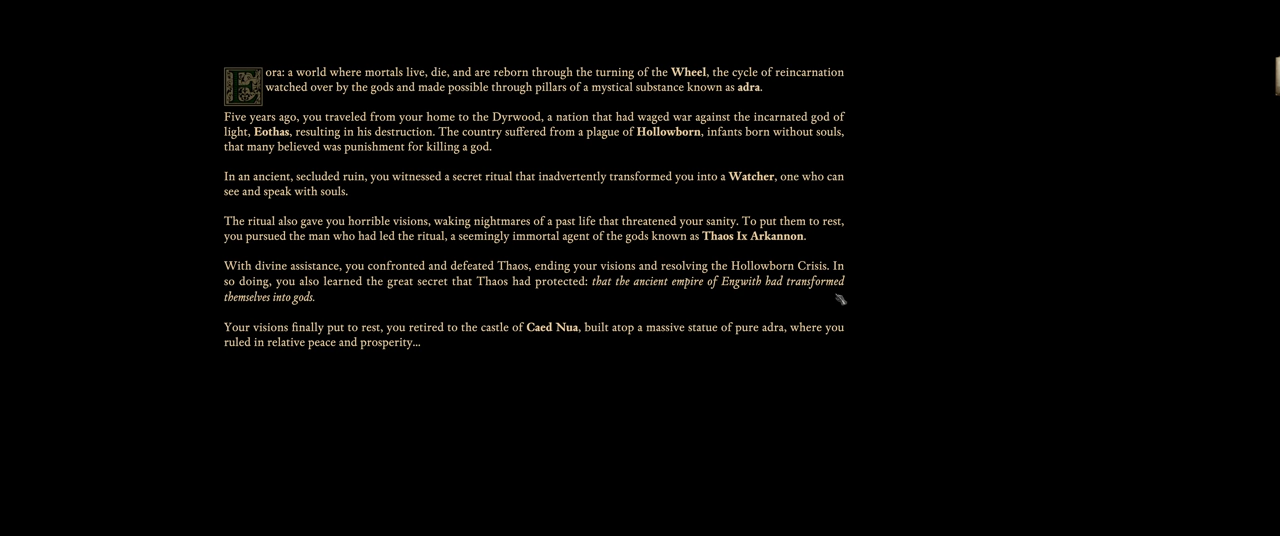 Eora: a world where mortals live, die, and are reborn through the turning of the Wheel, the cycle of reincarnation
watched over by the gods and made possible through pillars of a mystical substance known as adra.
Five years ago, you traveled from your home to the Dyrwood, a nation that had waged war against the incarnated god of
light, Eothas, resulting in his destruction. The country suffered from a plague of Hollowborn, infants born without souls,
that many believed was punishment for killing a god.
In an ancient, secluded ruin, you witnessed a secret ritual that inadvertently transformed you into a Watcher, one who can
see and speak with souls.
The ritual also gave you horrible visions, waking nightmares of a past life that threatened your sanity. To put them to rest,
you pursued the man who had led the ritual, a seemingly immortal agent of the gods known as Thaos Ix Arkannon.
With divine assistance, you confronted and defeated Thaos, ending your visions and resolving the Hollowborn Crisis. In
so doing, you also learned the great secret that Thaos had protected: that the ancient empire of Engwith had transformed
themselves into gods.
Your visions finally put to rest, you retired to the castle of Caed Nua, built atop a massive statue of pure adra, where you
ruled in relative peace and prosperity...